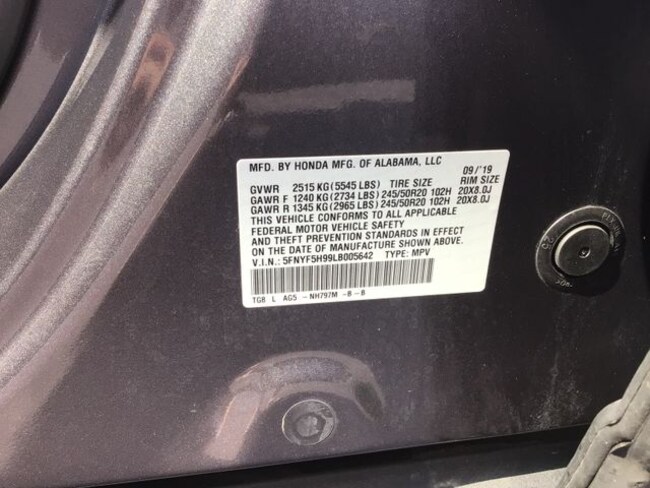 MFD. BY HONDA MFG. OF ALABAMA, LLC 09/'19
GVWR 2515 KG(5545 LBS) TIRE SIZE RIM SIZE
GAWR F 1240 KG(2734 LBS) 245/50R20 102H 20X8.0J
GAWR R 1345 KG(2965 LBS) 245/50R20 102H 20X8.0J
THIS VEHICLE CONFORMS TO ALL APPLICABLE
FEDERAL MOTOR VEHICLE SAFETY
AND THEFT PREVENTION STANDARDS IN EFFECT
ON THE DATE OF MANUFACTURE SHOWN ABOVE.
V.I.N.: 5FNYF5H99LB005642 TYPE: MPV
TG8 L AG5 -NH797M -B -B